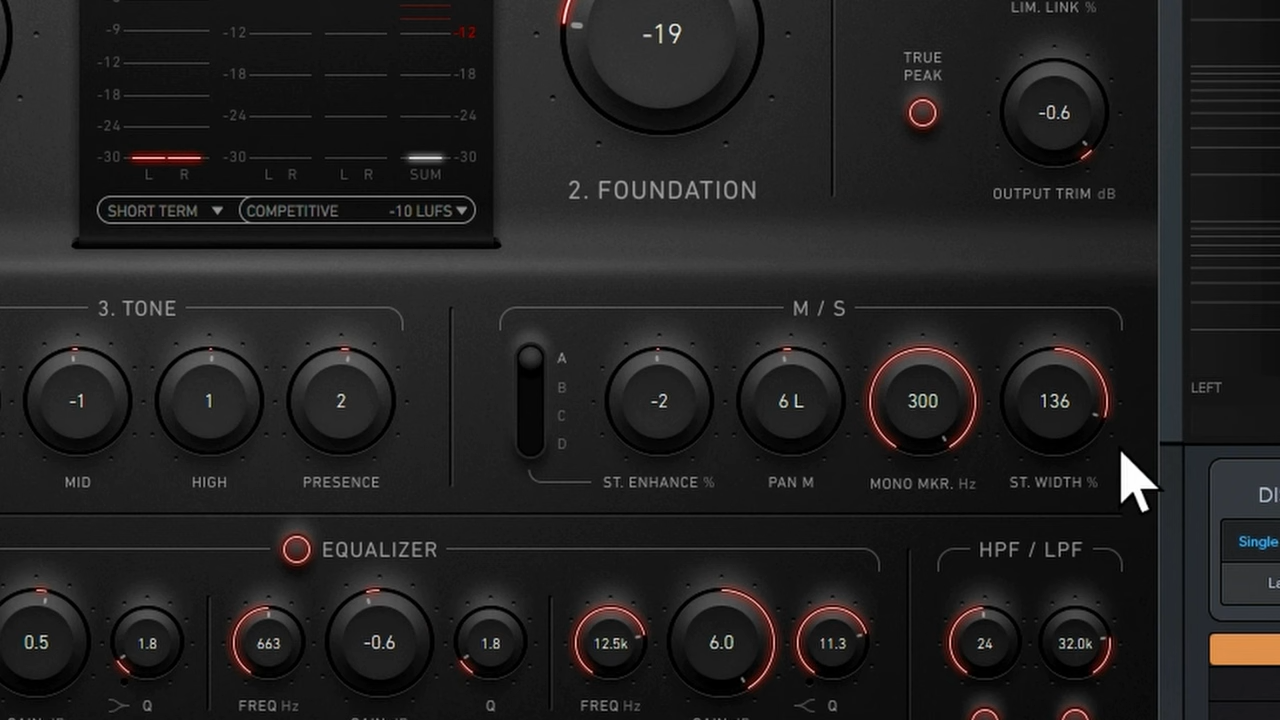 LIM. LINK %
-9
-12
-18
-24
-30
L R
-12
-18
-24
-30
L R
L R
SUM
-12
-18
-24
-30
SHORT TERM
COMPETITIVE -10 LUFS
-19
2. FOUNDATION
TRUE
PEAK
-0.6
OUTPUT TRIM dB
3. TONE
-1
1
2
MID
HIGH
PRESENCE
M / S
A
B
C
D
-2
6 L
300
136
ST. ENHANCE %
PAN M
MONO MKR. Hz
ST. WIDTH %
LEFT
EQUALIZER
HPF / LPF
0.5
1.8
663
-0.6
1.8
12.5k
6.0
11.3
24
32.0k
Q
FREQ Hz
Q
FREQ Hz
Q
Single